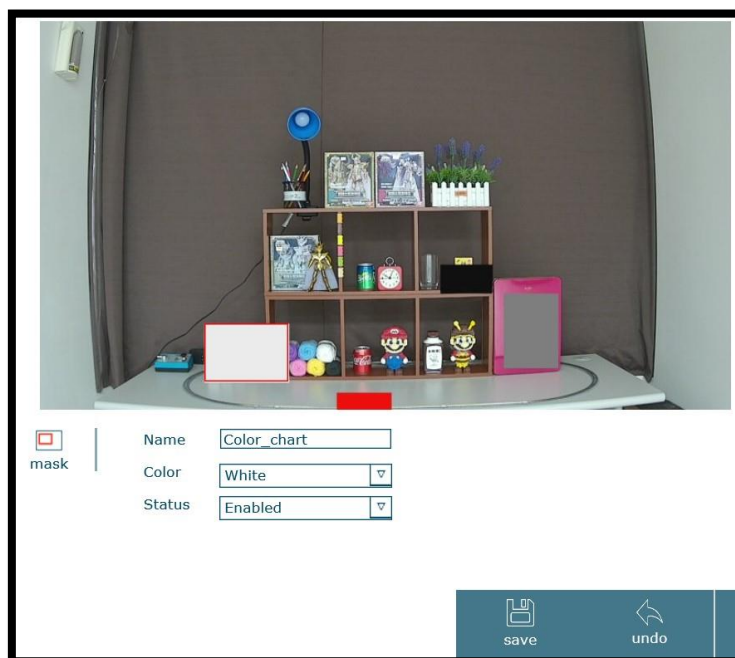 mask
Name
Color_chart
Color
White
Status
Enabled
save
undo